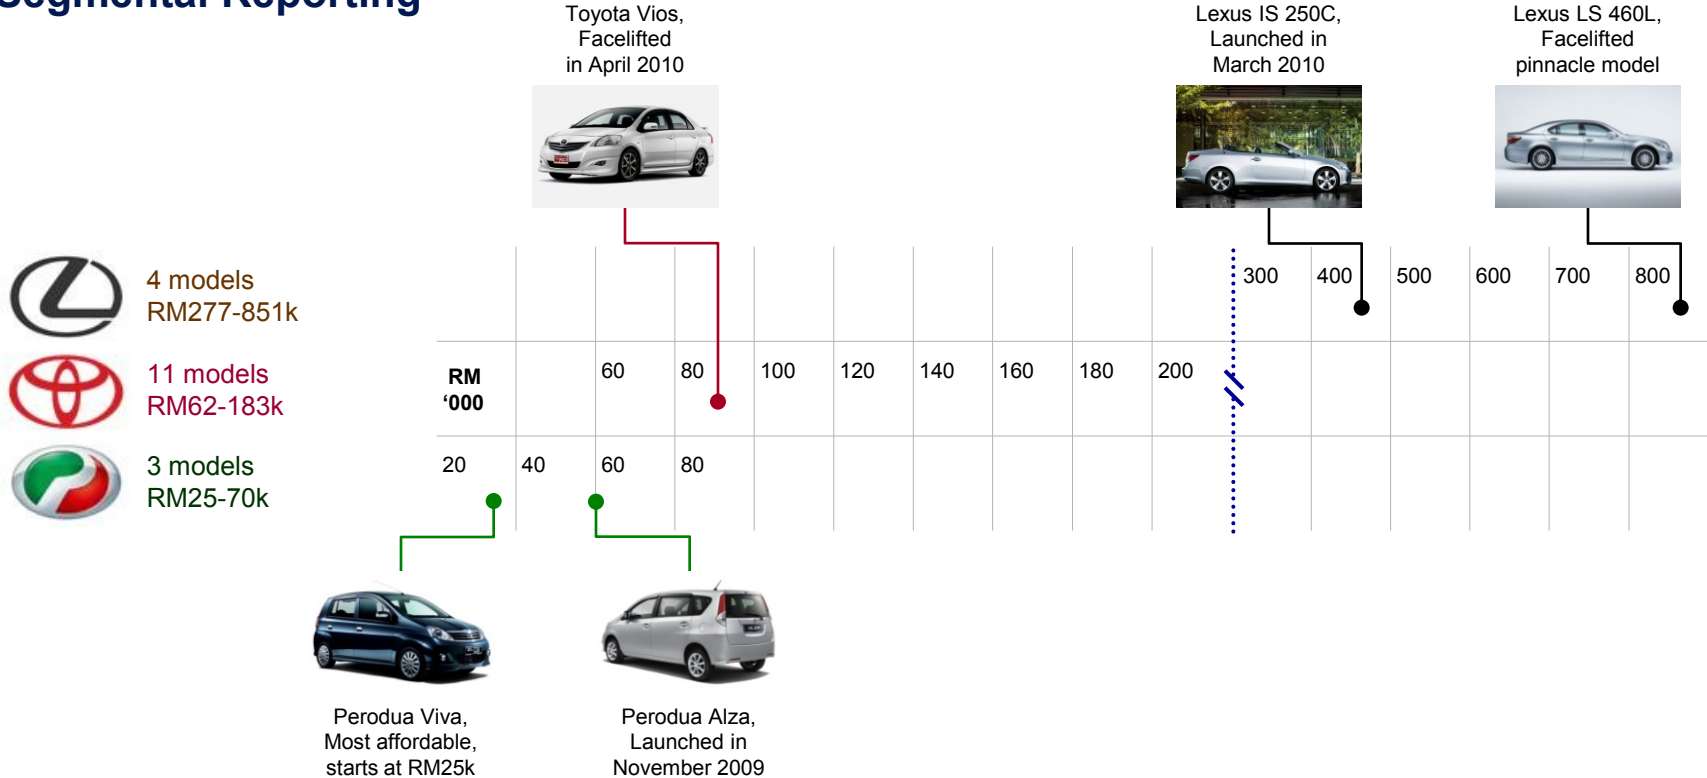 Segmental Reporting
Toyota Vios,
Facelifted
in April 2010
Lexus IS 250C,
Launched in
March 2010
Lexus LS 460L,
Facelifted
pinnacle model
4 models
RM277-851k
300 400 500 600 700 800
11 models
RM62-183k
RM
‘000
60 80 100 120 140 160 180 200
3 models
RM25-70k
20 40 60 80
Perodua Viva,
Most affordable,
starts at RM25k
Perodua Alza,
Launched in
November 2009